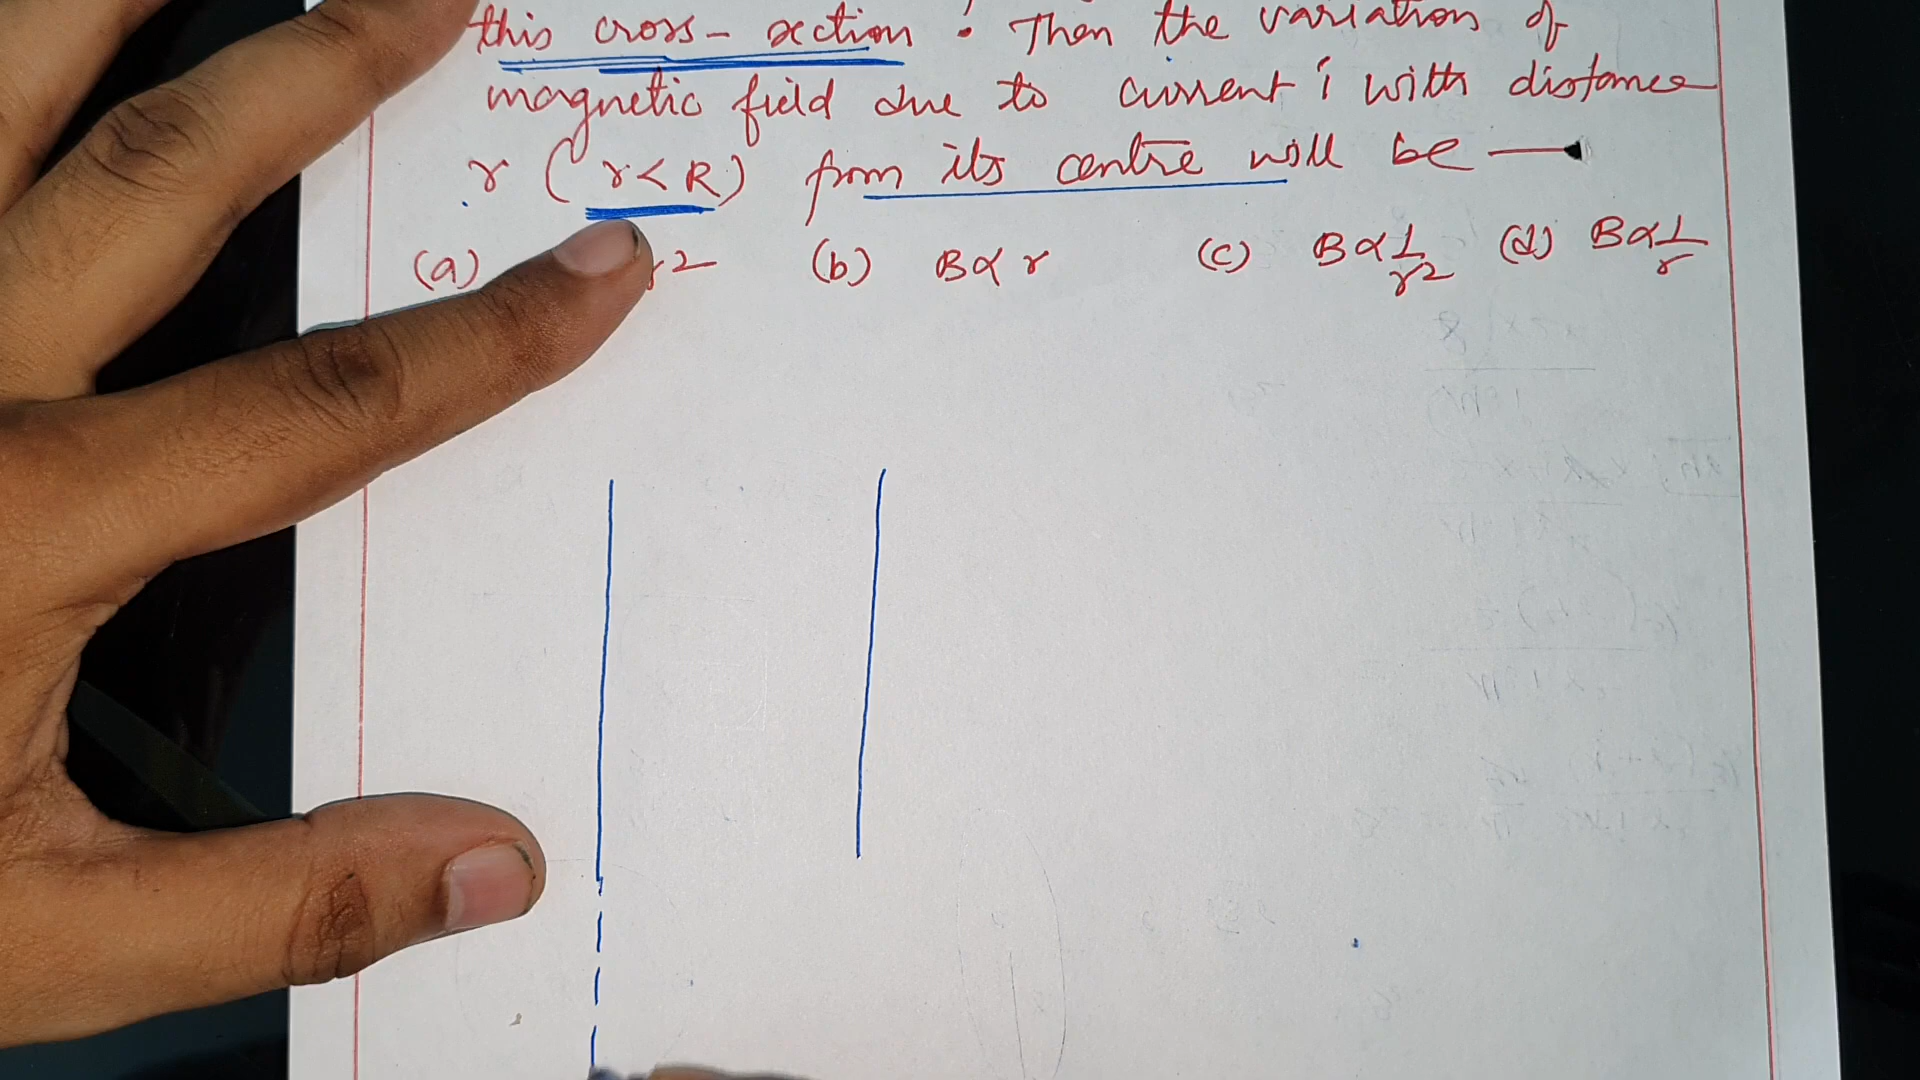 this cross-section. Then the variation of
magnetic field due to current i with distance
r (r<R) from its centre will be —
(a) r2 (b) B∝r (c) B∝1/r2 (d) B∝1/r